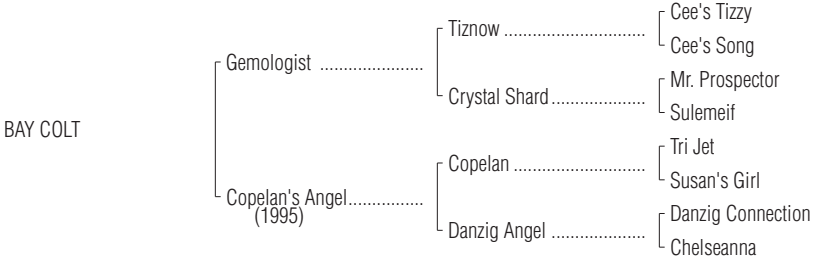 Cee's Tizzy
Tiznow ..............................
Cee's Song
Gemologist ......................
Mr. Prospector
Crystal Shard....................
Sulemeif
BAY COLT
Tri Jet
Copelan ............................
Susan's Girl
Copelan's Angel................
(1995)
Danzig Connection
Danzig Angel ....................
Chelseanna